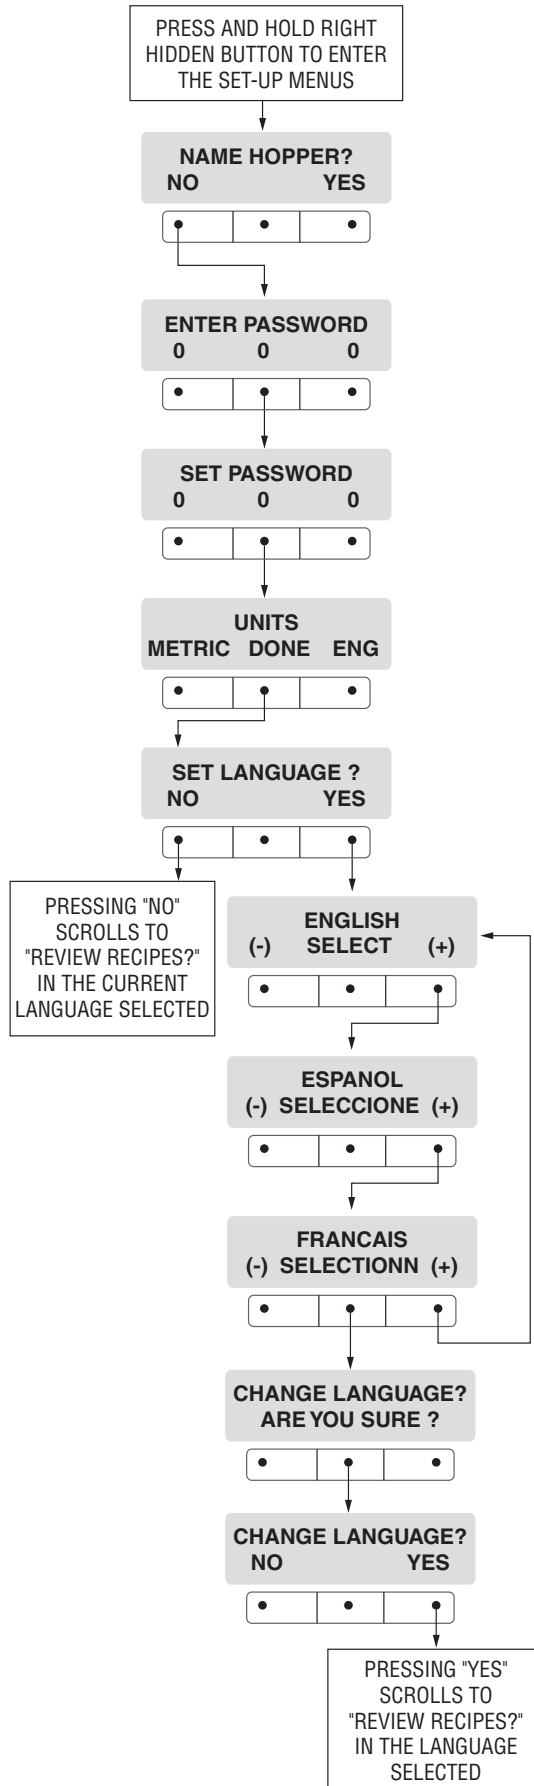 PRESS AND HOLD RIGHT
HIDDEN BUTTON TO ENTER
THE SET-UP MENUS
NAME HOPPER?
NO YES
ENTER PASSWORD
0 0 0
SET PASSWORD
0 0 0
UNITS
METRIC DONE ENG
SET LANGUAGE ?
NO YES
PRESSING "NO"
SCROLLS TO
"REVIEW RECIPES?"
IN THE CURRENT
LANGUAGE SELECTED
ENGLISH
(-) SELECT (+)
ESPANOL
(-) SELECCIONE (+)
FRANCAIS
(-) SELECTIONN (+)
CHANGE LANGUAGE?
ARE YOU SURE ?
CHANGE LANGUAGE?
NO YES
PRESSING "YES"
SCROLLS TO
"REVIEW RECIPES?"
IN THE LANGUAGE
SELECTED